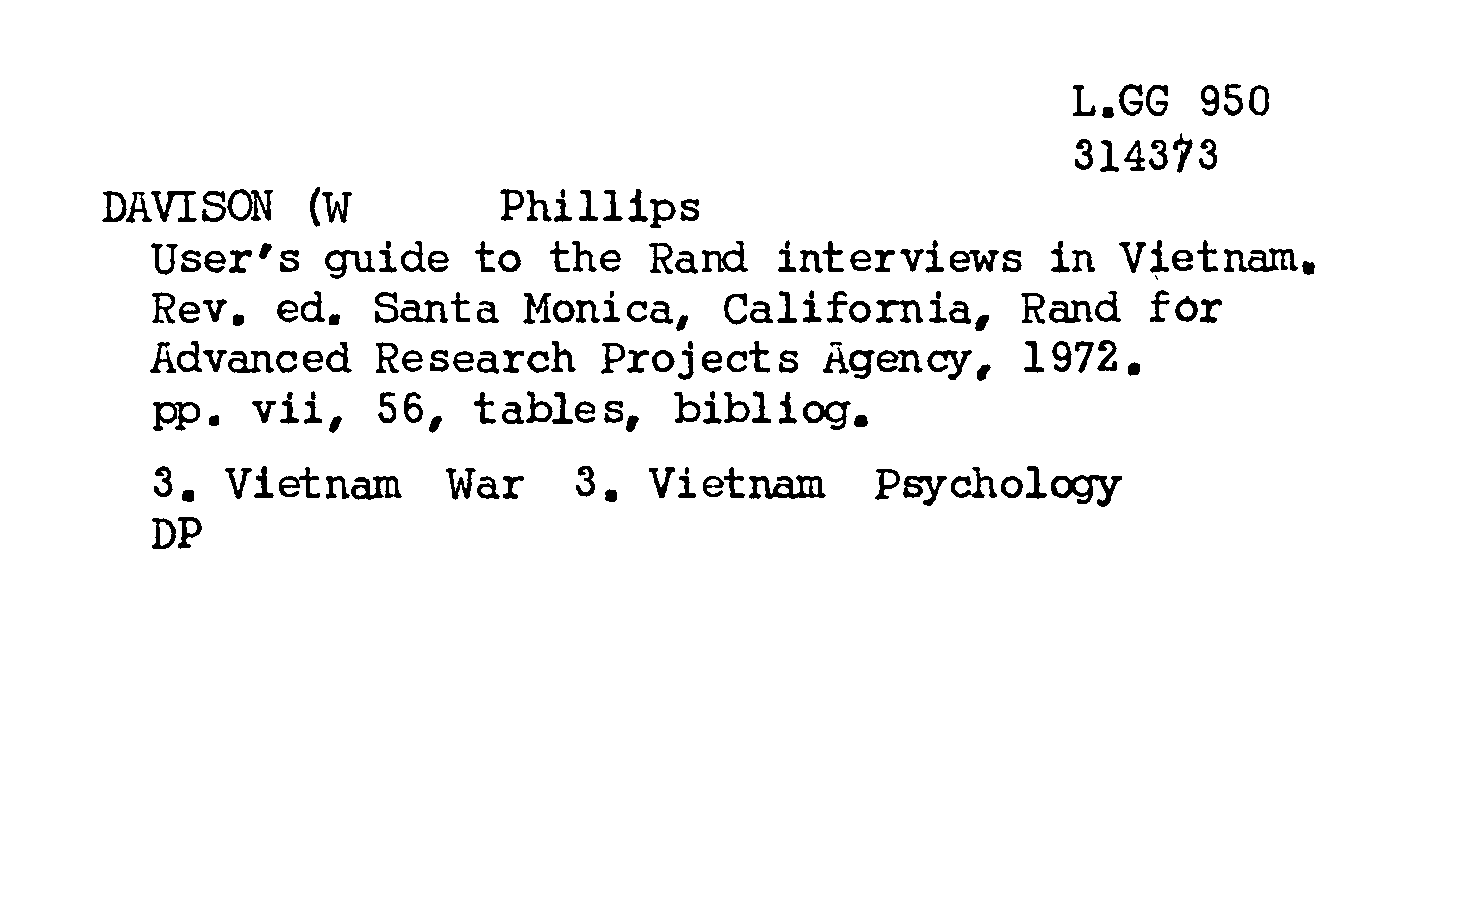 L.GG 950
314373
DAVISON (W Phillips
User's guide to the Rand interviews in Vietnam.
Rev. ed. Santa Monica, California, Rand for
Advanced Research Projects Agency, 1972.
pp. vii, 56, tables, bibliog.
3. Vietnam War 3. Vietnam Psychology
DP